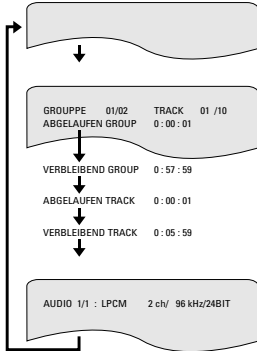 GRUPPE 01/02 TRACK 01 /10
ABGELAUFEN GROUP 0 : 00 : 01
VERBLEIBEND GROUP 0 : 57 : 59
ABGELAUFEN TRACK 0 : 00 : 01
VERBLEIBEND TRACK 0 : 05 : 59
AUDIO 1/1 : LPCM 2 ch/ 96 kHz/24BIT